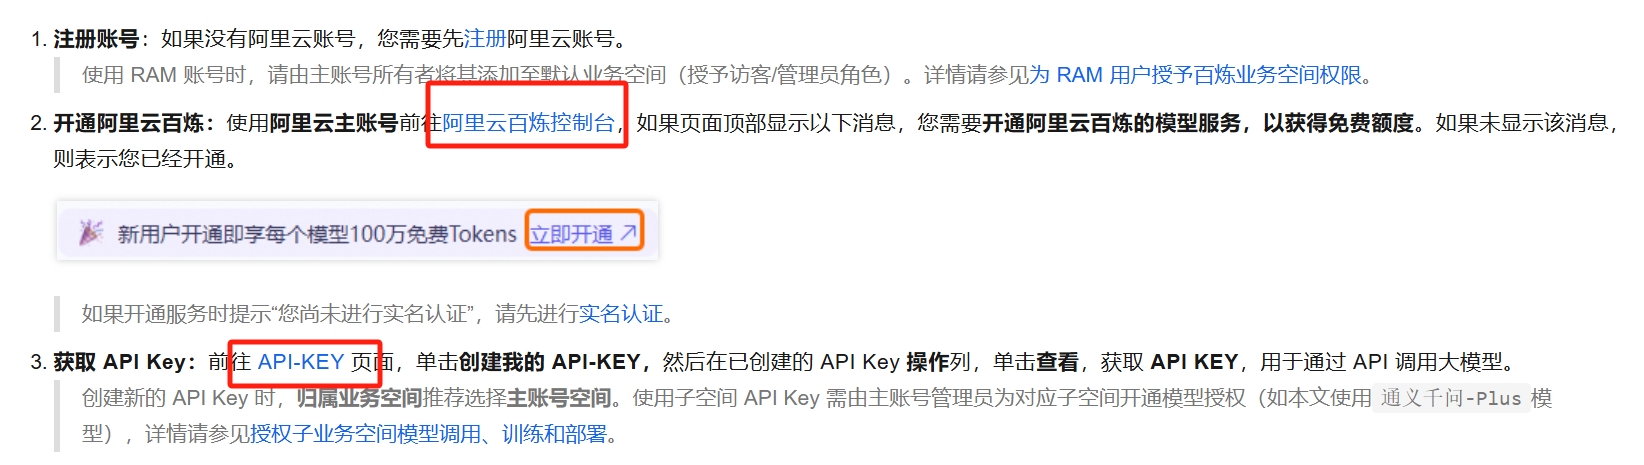 1. 注册账号：如果没有阿里云账号，您需要先注册阿里云账号。
使用 RAM 账号时，请由主账号所有者将其添加至默认业务空间（授予访客/管理员角色）。详情请参见为 RAM 用户授予百炼业务空间权限。
2. 开通阿里云百炼：使用阿里云主账号前往阿里云百炼控制台，如果页面顶部显示以下消息，您需要开通阿里云百炼的模型服务，以获得免费额度。如果未显示该消息，
则表示您已经开通。
新用户开通即享每个模型100万免费Tokens 立即开通
如果开通服务时提示“您尚未进行实名认证”，请先进行实名认证。
3. 获取 API Key：前往 API-KEY 页面，单击创建我的 API-KEY，然后在已创建的 API Key 操作列，单击查看，获取 API KEY，用于通过 API 调用大模型。
创建新的 API Key 时，归属业务空间推荐选择主账号空间。使用子空间 API Key 需由主账号管理员为对应子空间开通模型授权（如本文使用 通义千问-Plus 模
型），详情请参见授权子业务空间模型调用、训练和部署。